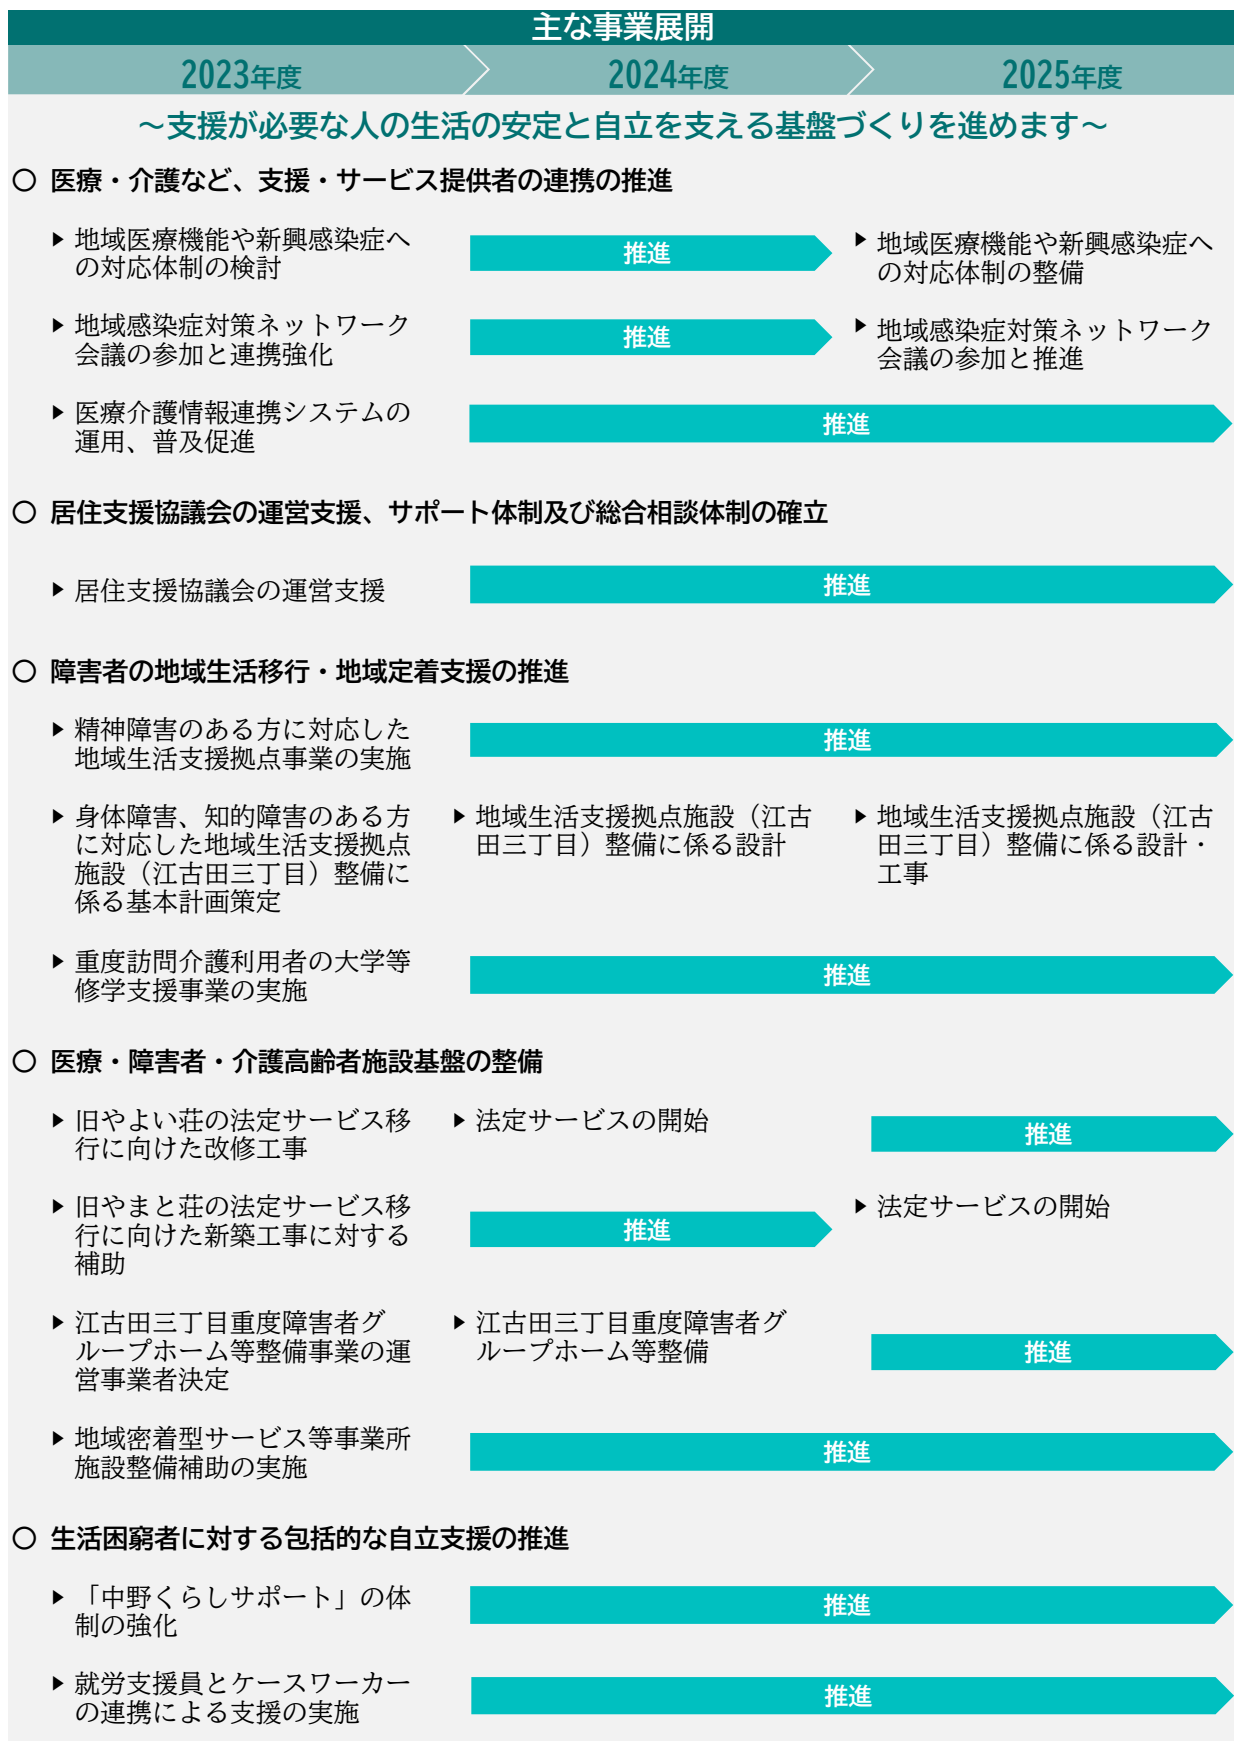 主な事業展開
2023年度
2024年度
2025年度
～支援が必要な人の生活の安定と自立を支える基盤づくりを進めます～
○ 医療・介護など、支援・サービス提供者の連携の推進
▶ 地域医療機能や新興感染症へ
の対応体制の検討
推進
▶ 地域医療機能や新興感染症へ
の対応体制の整備
▶ 地域感染症対策ネットワーク
会議の参加と連携強化
推進
▶ 地域感染症対策ネットワーク
会議の参加と推進
▶ 医療介護情報連携システムの
運用、普及促進
推進
○ 居住支援協議会の運営支援、サポート体制及び総合相談体制の確立
▶ 居住支援協議会の運営支援
推進
○ 障害者の地域生活移行・地域定着支援の推進
▶ 精神障害のある方に対応した
地域生活支援拠点事業の実施
推進
▶ 身体障害、知的障害のある方
に対応した地域生活支援拠点
施設（江古田三丁目）整備に
係る基本計画策定
▶ 地域生活支援拠点施設（江古
田三丁目）整備に係る設計
▶ 地域生活支援拠点施設（江古
田三丁目）整備に係る設計・
工事
▶ 重度訪問介護利用者の大学等
修学支援事業の実施
推進
○ 医療・障害者・介護高齢者施設基盤の整備
▶ 旧やよい荘の法定サービス移
行に向けた改修工事
▶ 法定サービスの開始
推進
▶ 旧やまと荘の法定サービス移
行に向けた新築工事に対する
補助
推進
▶ 法定サービスの開始
▶ 江古田三丁目重度障害者グ
ループホーム等整備事業の運
営事業者決定
▶ 江古田三丁目重度障害者グ
ループホーム等整備
推進
▶ 地域密着型サービス等事業所
施設整備補助の実施
推進
○ 生活困窮者に対する包括的な自立支援の推進
▶ 「中野くらしサポート」の体
制の強化
推進
▶ 就労支援員とケースワーカー
の連携による支援の実施
推進